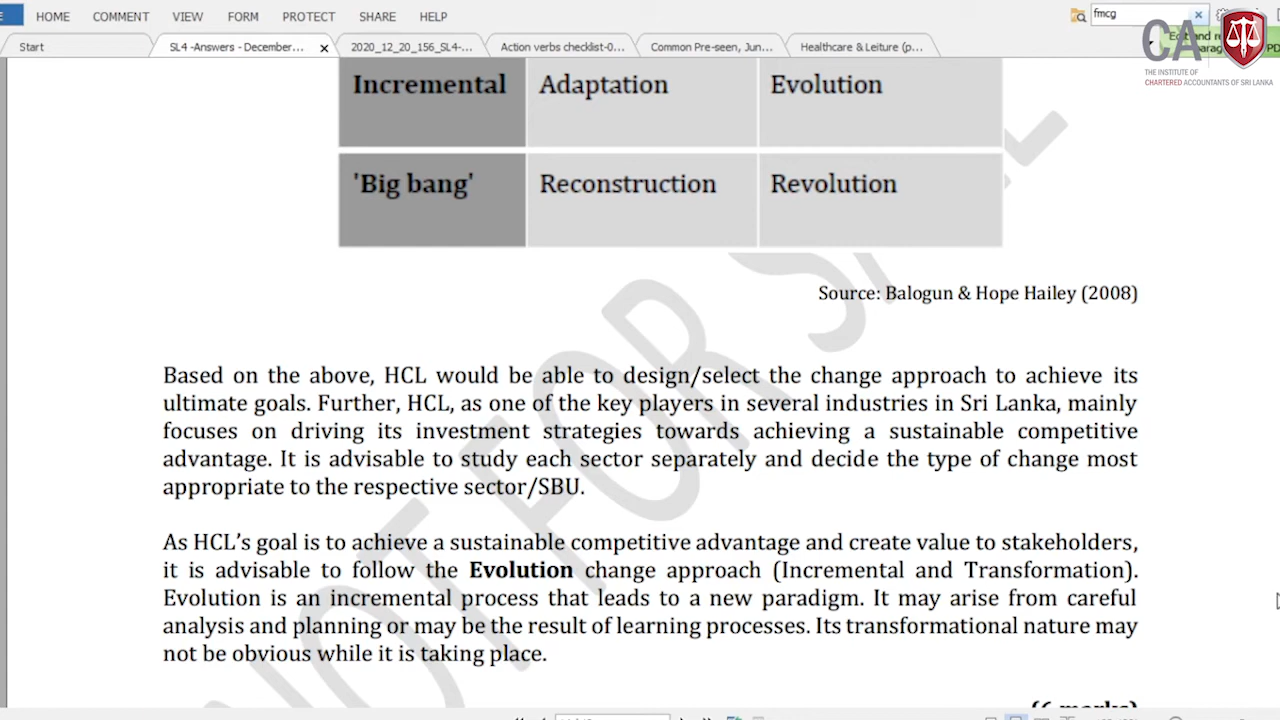 HOME COMMENT VIEW FORM PROTECT SHARE HELP
fmcg
Start
SL4 -Answers - December...
2020_12_20_156_SL4-...
Action verbs checklist-0...
Common Pre-seen, Jun...
Healthcare & Leiture (p...
CA
THE INSTITUTE OF
CHARTERED ACCOUNTANTS OF SRI LANKA
Incremental Adaptation Evolution
'Big bang' Reconstruction Revolution
Source: Balogun & Hope Hailey (2008)
Based on the above, HCL would be able to design/select the change approach to achieve its
ultimate goals. Further, HCL, as one of the key players in several industries in Sri Lanka, mainly
focuses on driving its investment strategies towards achieving a sustainable competitive
advantage. It is advisable to study each sector separately and decide the type of change most
appropriate to the respective sector/SBU.
As HCL's goal is to achieve a sustainable competitive advantage and create value to stakeholders,
it is advisable to follow the Evolution change approach (Incremental and Transformation).
Evolution is an incremental process that leads to a new paradigm. It may arise from careful
analysis and planning or may be the result of learning processes. Its transformational nature may
not be obvious while it is taking place.
(6 marks)
NOT FOR